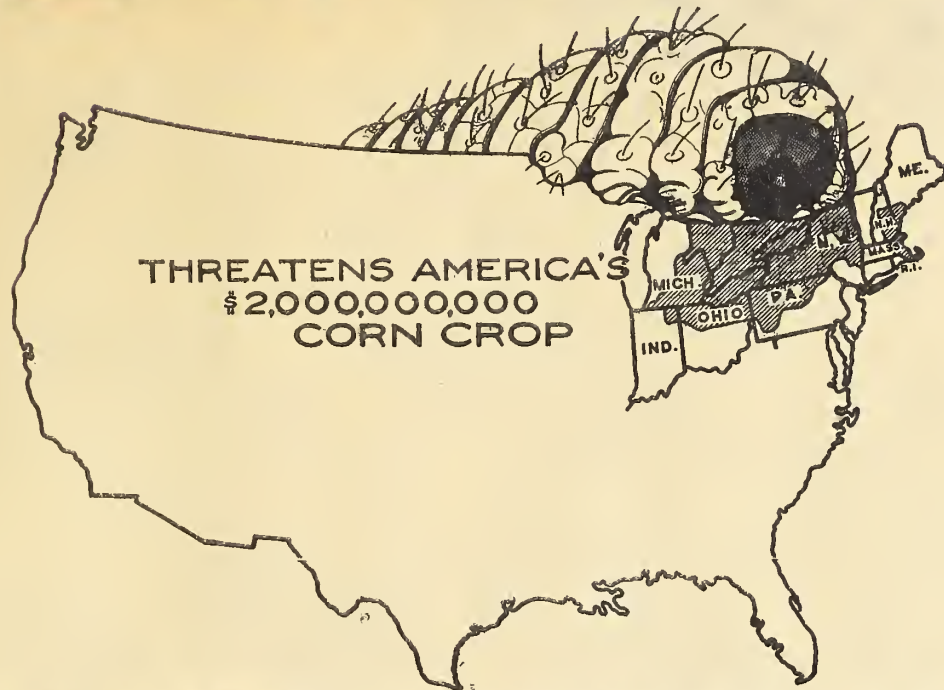 THREATENS AMERICA'S
$2,000,000,000
CORN CROP
ME.
N.H.
MASS.
R.I.
N.Y.
MICH.
PA.
OHIO
IND.